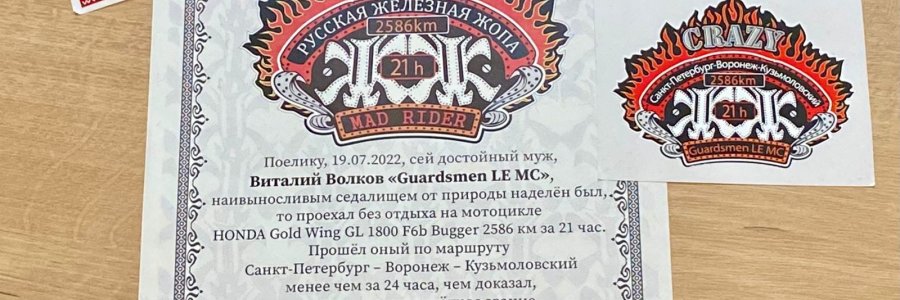 РУССКАЯ ЖЕЛЕЗНАЯ ЖОПА
2586km
21h
MAD RIDER
Поелику, 19.07.2022, сей достойный муж,
Виталий Волков «Guardsmen LE MC»,
наивыносливым седалищем от природы наделён был,
то проехал без отдыха на мотоцикле
HONDA Gold Wing GL 1800 F6b Bugger 2586 км за 21 час.
Прошёл оный по маршруту
Санкт-Петербург – Воронеж – Кузьмоловский
менее чем за 24 часа, чем доказал,
CRAZY
Санкт-Петербург-Воронеж-Кузьмоловский
2586km
21h
Guardsmen LE MC